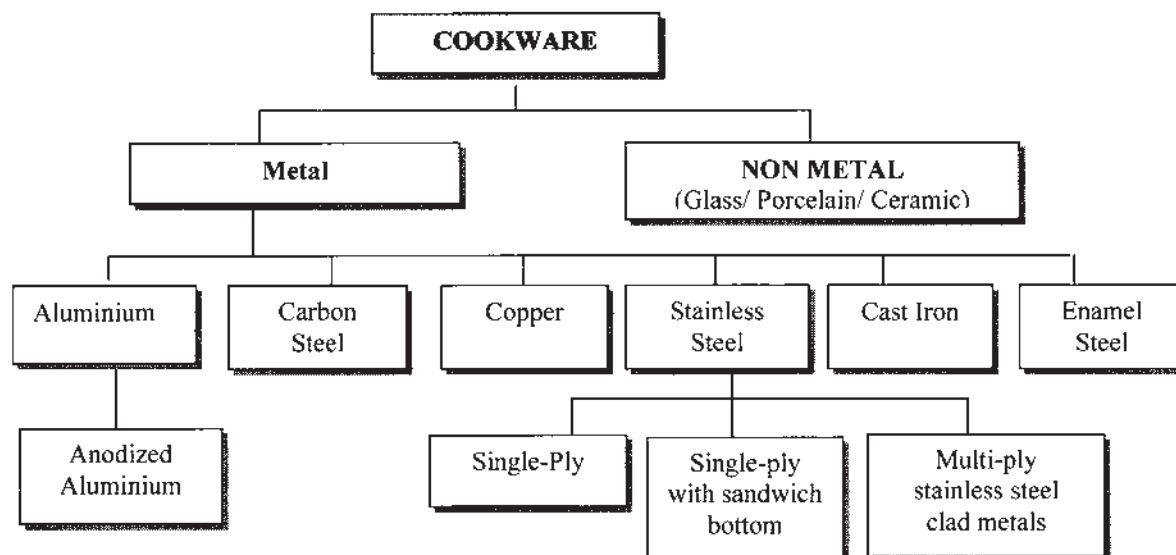 COOKWARE
Metal
NON METAL
(Glass/ Porcelain/ Ceramic)
Aluminium
Carbon
Steel
Copper
Stainless
Steel
Cast Iron
Enamel
Steel
Anodized
Aluminium
Single-Ply
Single-ply
with sandwich
bottom
Multi-ply
stainless steel
clad metals